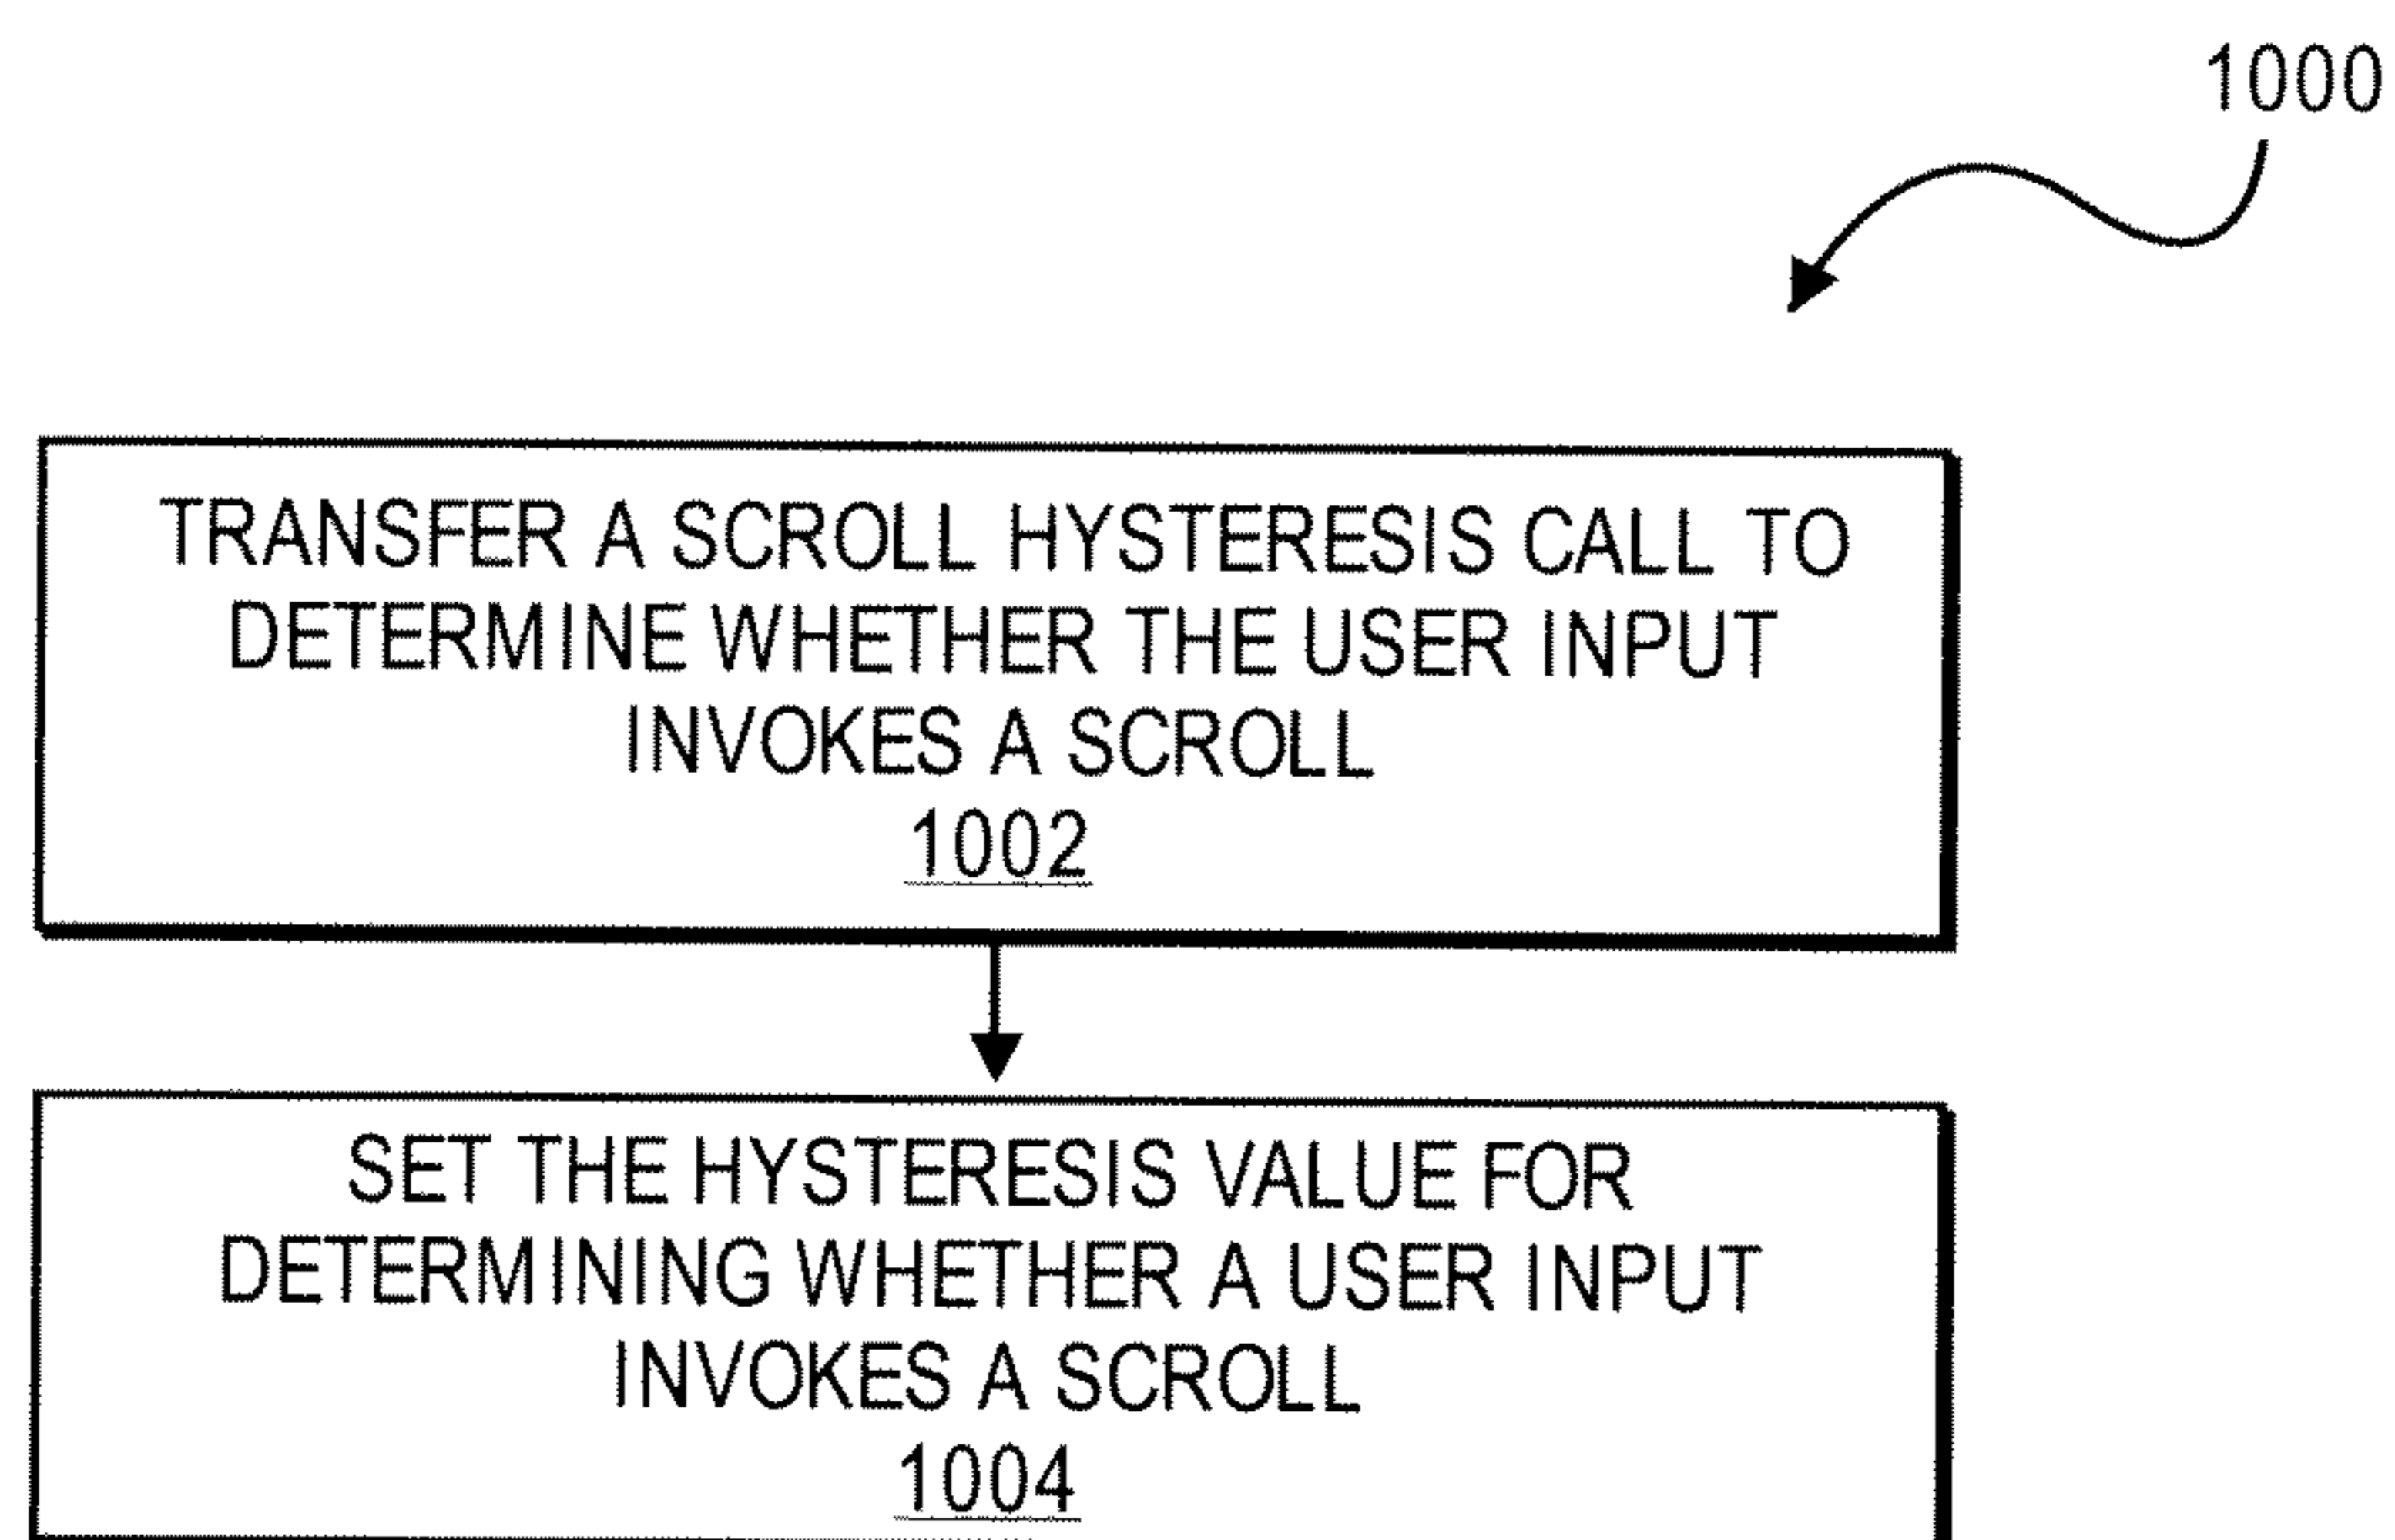 1000
TRANSFER A SCROLL HYSTERESIS CALL TO
DETERMINE WHETHER THE USER INPUT
INVOKES A SCROLL
1002
SET THE HYSTERESIS VALUE FOR
DETERMINING WHETHER A USER INPUT
INVOKES A SCROLL
1004